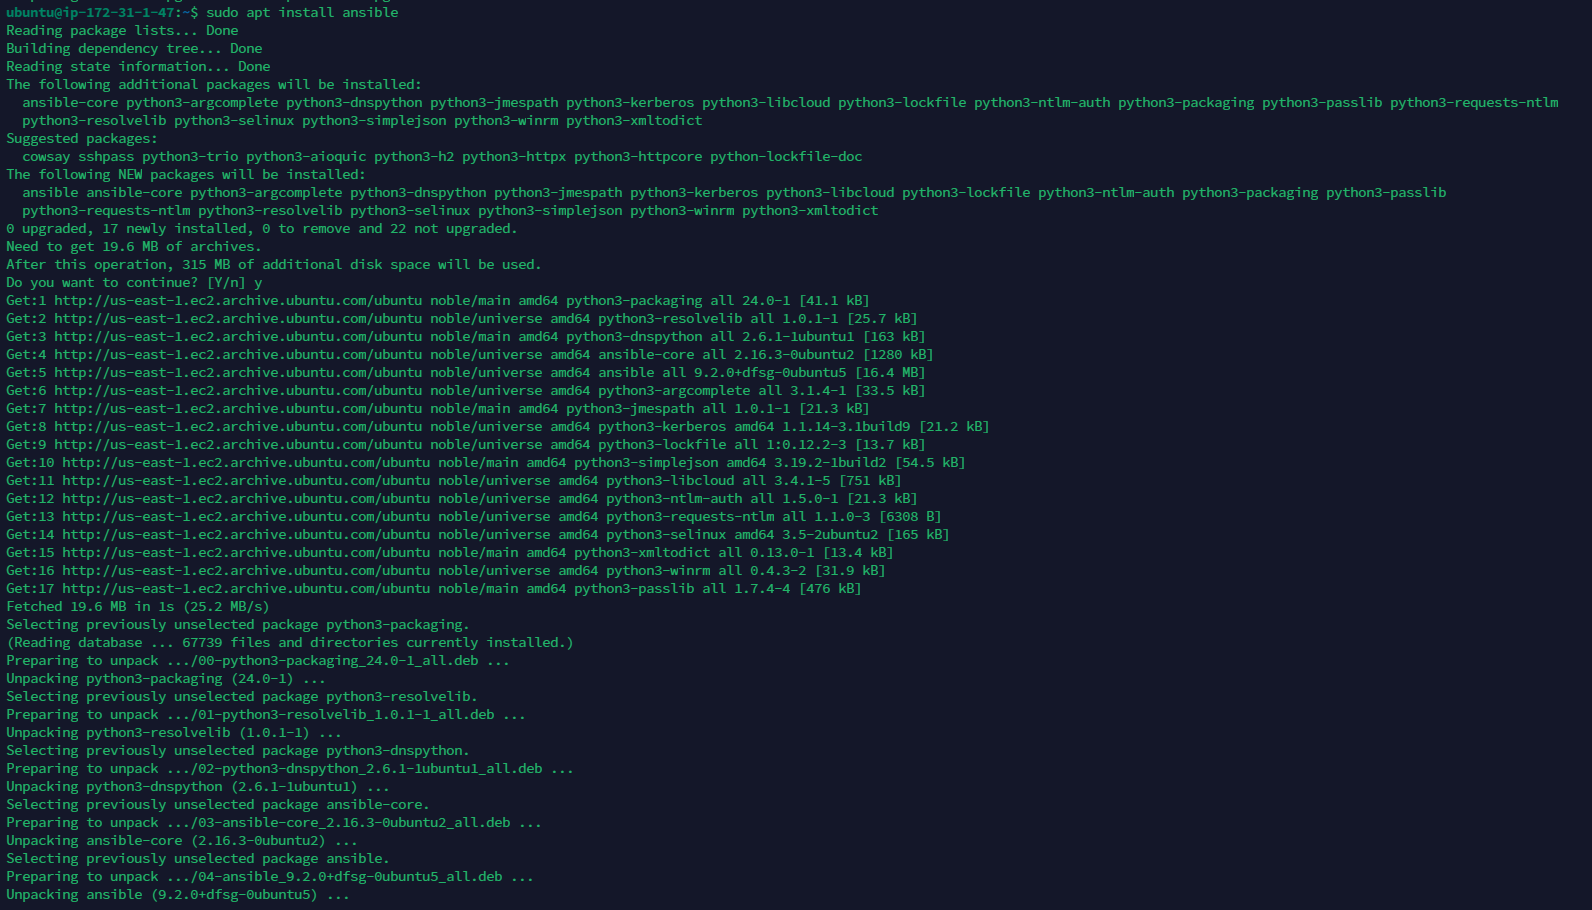 ubuntu@ip-172-31-1-47:~$ sudo apt install ansible
Reading package lists... Done
Building dependency tree... Done
Reading state information... Done
The following additional packages will be installed:
  ansible-core python3-argcomplete python3-dnspython python3-jmespath python3-kerberos python3-libcloud python3-lockfile python3-ntlm-auth python3-packaging python3-passlib python3-requests-ntlm
  python3-resolvelib python3-selinux python3-simplejson python3-winrm python3-xmltodict
Suggested packages:
  cowsay sshpass python3-trio python3-aioquic python3-h2 python3-httpx python3-httpcore python-lockfile-doc
The following NEW packages will be installed:
  ansible ansible-core python3-argcomplete python3-dnspython python3-jmespath python3-kerberos python3-libcloud python3-lockfile python3-ntlm-auth python3-packaging python3-passlib
  python3-requests-ntlm python3-resolvelib python3-selinux python3-simplejson python3-winrm python3-xmltodict
0 upgraded, 17 newly installed, 0 to remove and 22 not upgraded.
Need to get 19.6 MB of archives.
After this operation, 315 MB of additional disk space will be used.
Do you want to continue? [Y/n] y
Get:1 http://us-east-1.ec2.archive.ubuntu.com/ubuntu noble/main amd64 python3-packaging all 24.0-1 [41.1 kB]
Get:2 http://us-east-1.ec2.archive.ubuntu.com/ubuntu noble/universe amd64 python3-resolvelib all 1.0.1-1 [25.7 kB]
Get:3 http://us-east-1.ec2.archive.ubuntu.com/ubuntu noble/main amd64 python3-dnspython all 2.6.1-1ubuntu1 [163 kB]
Get:4 http://us-east-1.ec2.archive.ubuntu.com/ubuntu noble/universe amd64 ansible-core all 2.16.3-0ubuntu2 [1280 kB]
Get:5 http://us-east-1.ec2.archive.ubuntu.com/ubuntu noble/universe amd64 ansible all 9.2.0+dfsg-0ubuntu5 [16.4 MB]
Get:6 http://us-east-1.ec2.archive.ubuntu.com/ubuntu noble/universe amd64 python3-argcomplete all 3.1.4-1 [33.5 kB]
Get:7 http://us-east-1.ec2.archive.ubuntu.com/ubuntu noble/main amd64 python3-jmespath all 1.0.1-1 [21.3 kB]
Get:8 http://us-east-1.ec2.archive.ubuntu.com/ubuntu noble/universe amd64 python3-kerberos amd64 1.1.14-3.1build9 [21.2 kB]
Get:9 http://us-east-1.ec2.archive.ubuntu.com/ubuntu noble/universe amd64 python3-lockfile all 1:0.12.2-3 [13.7 kB]
Get:10 http://us-east-1.ec2.archive.ubuntu.com/ubuntu noble/main amd64 python3-simplejson amd64 3.19.2-1build2 [54.5 kB]
Get:11 http://us-east-1.ec2.archive.ubuntu.com/ubuntu noble/universe amd64 python3-libcloud all 3.4.1-5 [751 kB]
Get:12 http://us-east-1.ec2.archive.ubuntu.com/ubuntu noble/universe amd64 python3-ntlm-auth all 1.5.0-1 [21.3 kB]
Get:13 http://us-east-1.ec2.archive.ubuntu.com/ubuntu noble/universe amd64 python3-requests-ntlm all 1.1.0-3 [6308 B]
Get:14 http://us-east-1.ec2.archive.ubuntu.com/ubuntu noble/universe amd64 python3-selinux amd64 3.5-2ubuntu2 [165 kB]
Get:15 http://us-east-1.ec2.archive.ubuntu.com/ubuntu noble/main amd64 python3-xmltodict all 0.13.0-1 [13.4 kB]
Get:16 http://us-east-1.ec2.archive.ubuntu.com/ubuntu noble/universe amd64 python3-winrm all 0.4.3-2 [31.9 kB]
Get:17 http://us-east-1.ec2.archive.ubuntu.com/ubuntu noble/main amd64 python3-passlib all 1.7.4-4 [476 kB]
Fetched 19.6 MB in 1s (25.2 MB/s)
Selecting previously unselected package python3-packaging.
(Reading database ... 67739 files and directories currently installed.)
Preparing to unpack .../00-python3-packaging_24.0-1_all.deb ...
Unpacking python3-packaging (24.0-1) ...
Selecting previously unselected package python3-resolvelib.
Preparing to unpack .../01-python3-resolvelib_1.0.1-1_all.deb ...
Unpacking python3-resolvelib (1.0.1-1) ...
Selecting previously unselected package python3-dnspython.
Preparing to unpack .../02-python3-dnspython_2.6.1-1ubuntu1_all.deb ...
Unpacking python3-dnspython (2.6.1-1ubuntu1) ...
Selecting previously unselected package ansible-core.
Preparing to unpack .../03-ansible-core_2.16.3-0ubuntu2_all.deb ...
Unpacking ansible-core (2.16.3-0ubuntu2) ...
Selecting previously unselected package ansible.
Preparing to unpack .../04-ansible_9.2.0+dfsg-0ubuntu5_all.deb ...
Unpacking ansible (9.2.0+dfsg-0ubuntu5) ...